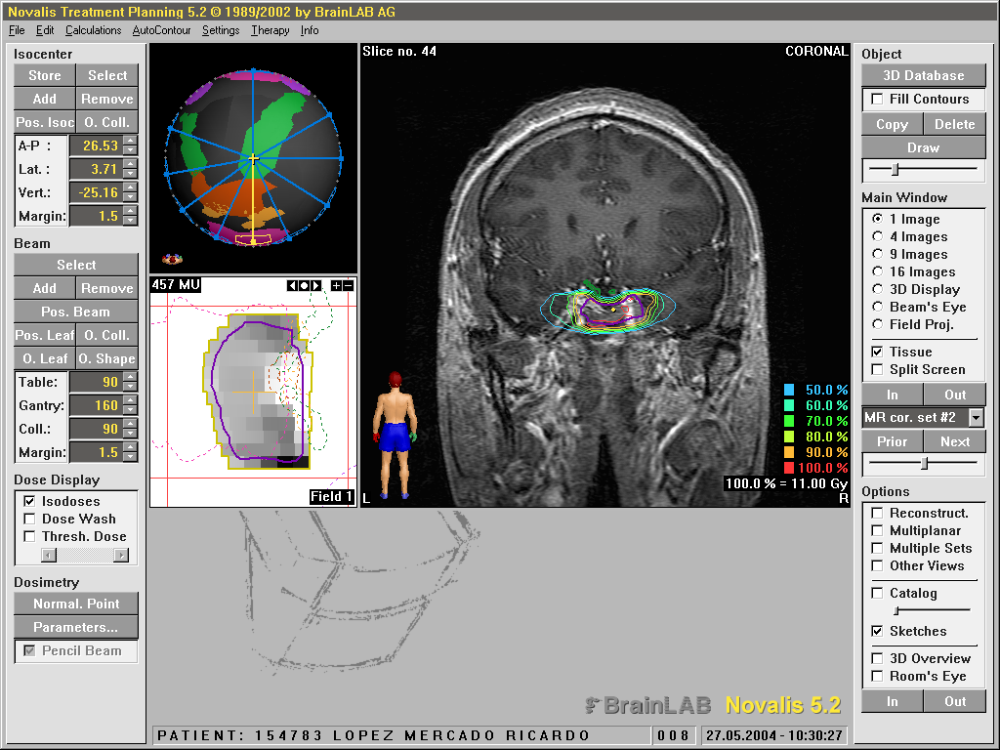 Novalis Treatment Planning 5.2 © 1989/2002 by BrainLAB AG
File Edit Calculations AutoContour Settings Therapy Info
Isocenter
Store Select
Add Remove
Pos. Isoc O. Coll.
A-P : 26.53
Lat. : 3.71
Vert.: -25.16
Margin: 1.5
Beam
Select
Add Remove
Pos. Beam
Pos. Leaf O. Coll.
O. Leaf O. Shape
Table: 90
Gantry: 160
Coll.: 90
Margin: 1.5
Dose Display
Isodoses
Dose Wash
Thresh. Dose
Dosimetry
Normal. Point
Parameters...
Pencil Beam
457 MU
Field 1
Slice no. 44 CORONAL
50.0 %
60.0 %
70.0 %
80.0 %
90.0 %
100.0 %
100.0 % = 11.00 Gy
L R
Object
3D Database
Fill Contours
Copy Delete
Draw
Main Window
1 Image
4 Images
9 Images
16 Images
3D Display
Beam's Eye
Field Proj.
Tissue
Split Screen
In Out
MR cor. set #2
Prior Next
Options
Reconstruct.
Multiplanar
Multiple Sets
Other Views
Catalog
Sketches
3D Overview
Room's Eye
In Out
BrainLAB Novalis 5.2
PATIENT: 154783 LOPEZ MERCADO RICARDO 008 27.05.2004 - 10:30:27